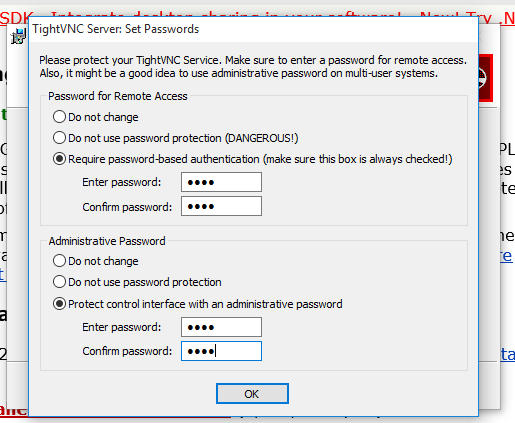 SDK - Integrate desktop sharing in your software! New! Try .N
TightVNC Server: Set Passwords
Please protect your TightVNC Service. Make sure to enter a password for remote access.
Also, it might be a good idea to use administrative password on multi-user systems.
Password for Remote Access
Do not change
Do not use password protection (DANGEROUS!)
Require password-based authentication (make sure this box is always checked!)
Enter password:
Confirm password:
Administrative Password
Do not change
Do not use password protection
Protect control interface with an administrative password
Enter password:
Confirm password:
OK